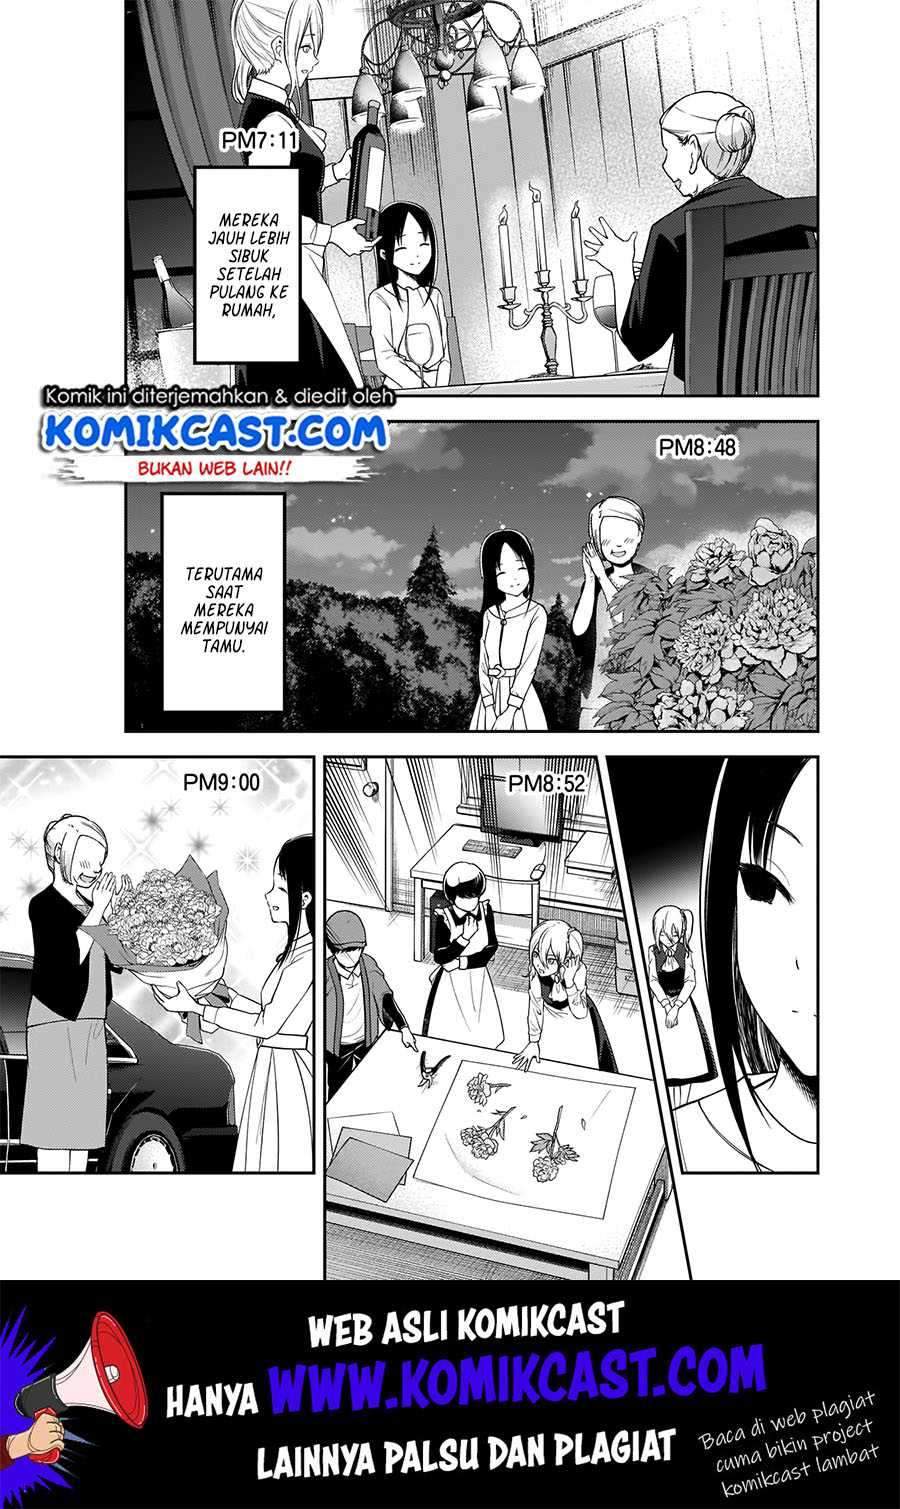 PM7:11
MEREKA
JAUH LEBIH
SIBUK
SETELAH
PULANG KE
RUMAH,
Komik ini diterjemahkan & diedit oleh
KOMIKCAST.COM
BUKAN WEB LAIN!!
PM8:48
TERUTAMA
SAAT
MEREKA
MEMPUNYAI
TAMU.
PM8:52
PM9:00
WEB ASLI KOMIKCAST
HANYA WWW.KOMIKCAST.COM
LAINNYA PALSU DAN PLAGIAT
Baca di web plagiat
cuma bikin project
komikcast lambat